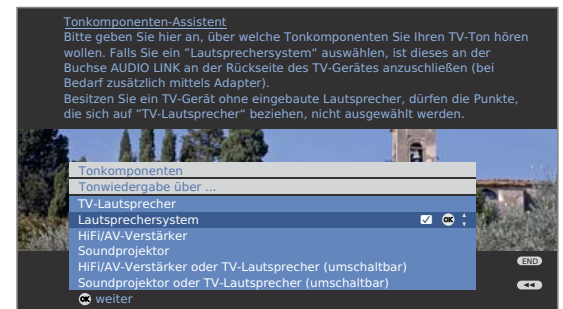 Tonkomponenten-Assistent
Bitte geben Sie hier an, über welche Tonkomponenten Sie Ihren TV-Ton hören
wollen. Falls Sie ein "Lautsprechersystem" auswählen, ist dieses an der
Buchse AUDIO LINK an der Rückseite des TV-Gerätes anzuschließen (bei
Bedarf zusätzlich mittels Adapter).
Besitzen Sie ein TV-Gerät ohne eingebaute Lautsprecher, dürfen die Punkte,
die sich auf "TV-Lautsprecher" beziehen, nicht ausgewählt werden.
Tonkomponenten
Tonwiedergabe über ...
TV-Lautsprecher
Lautsprechersystem OK
HiFi/AV-Verstärker
Soundprojektor
HiFi/AV-Verstärker oder TV-Lautsprecher (umschaltbar)
END
Soundprojektor oder TV-Lautsprecher (umschaltbar)
OK weiter